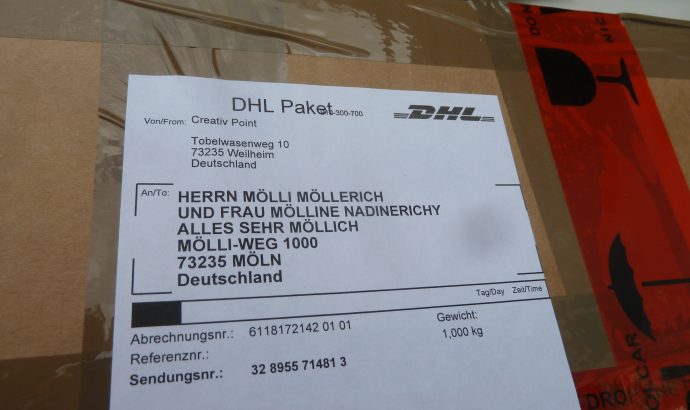 DHL Paket
-300-700
DHL
Von/From: Creativ Point
Tobelwasenweg 10
73235 Weilheim
Deutschland
An/To:
HERRN MÖLLI MÖLLERICH
UND FRAU MÖLLINE NADINERICHY
ALLES SEHR MÖLLICH
MÖLLI-WEG 1000
73235 MÖLN
Deutschland
Tag/Day Zeit/Time
Abrechnungsnr.: 6118172142 01 01
Gewicht:
1,000 kg
Referenznr.:
Sendungsnr.: 32 8955 71481 3